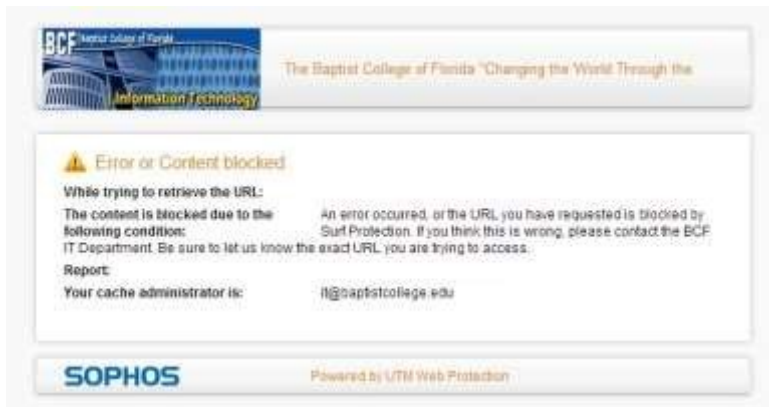 BCF Baptist College of Florida
Information Technology
The Baptist College of Florida "Changing the World Through the
Error or Content blocked
While trying to retrieve the URL:
The content is blocked due to the following condition: An error occurred, or the URL you have requested is blocked by
Surf Protection. If you think this is wrong, please contact the BCF
IT Department. Be sure to let us know the exact URL you are trying to access.
Report:
Your cache administrator is: it@baptistcollege.edu
SOPHOS Powered by UTM Web Protection